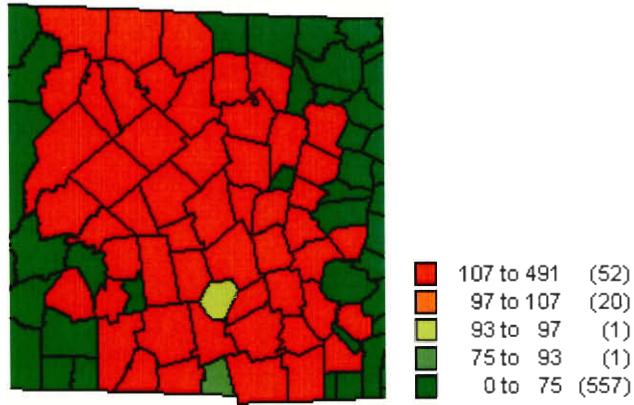 107 to 491 (52)
97 to 107 (20)
93 to 97 (1)
75 to 93 (1)
0 to 75 (557)